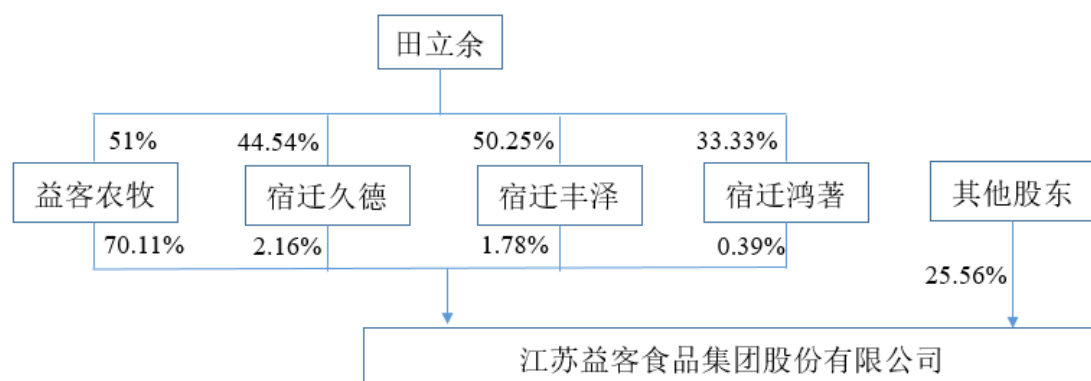 田立余
51%
44.54%
50.25%
33.33%
益客农牧
宿迁久德
宿迁丰泽
宿迁鸿著
其他股东
70.11%
2.16%
1.78%
0.39%
25.56%
江苏益客食品集团股份有限公司